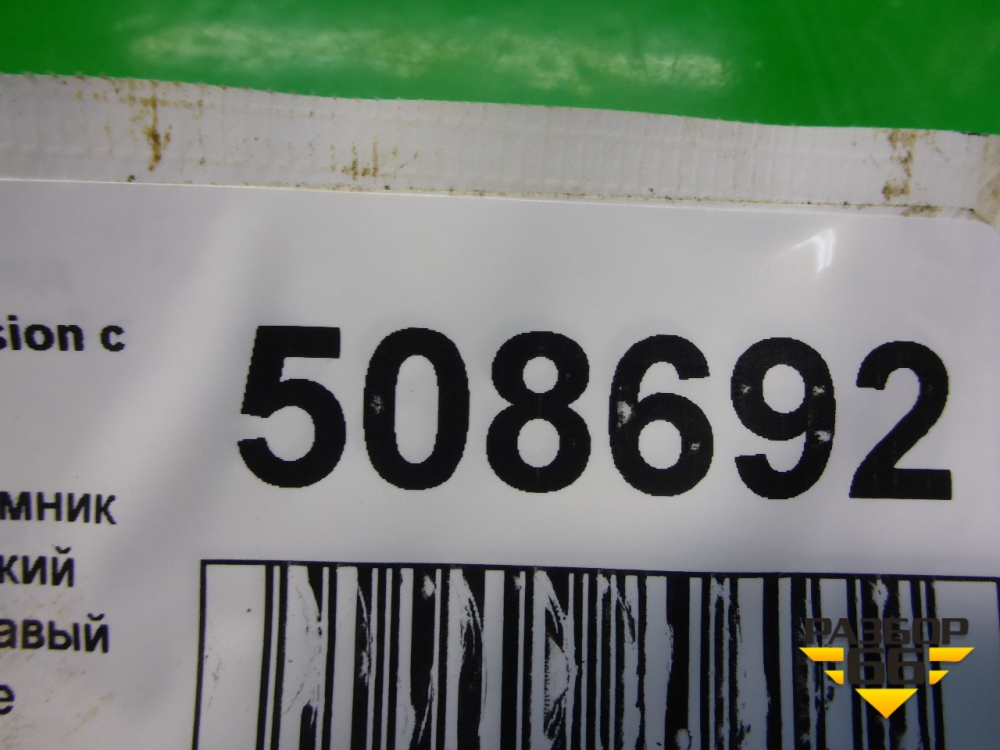 sion c
508692
мник
кий
авый
е
РАЗБОР
66